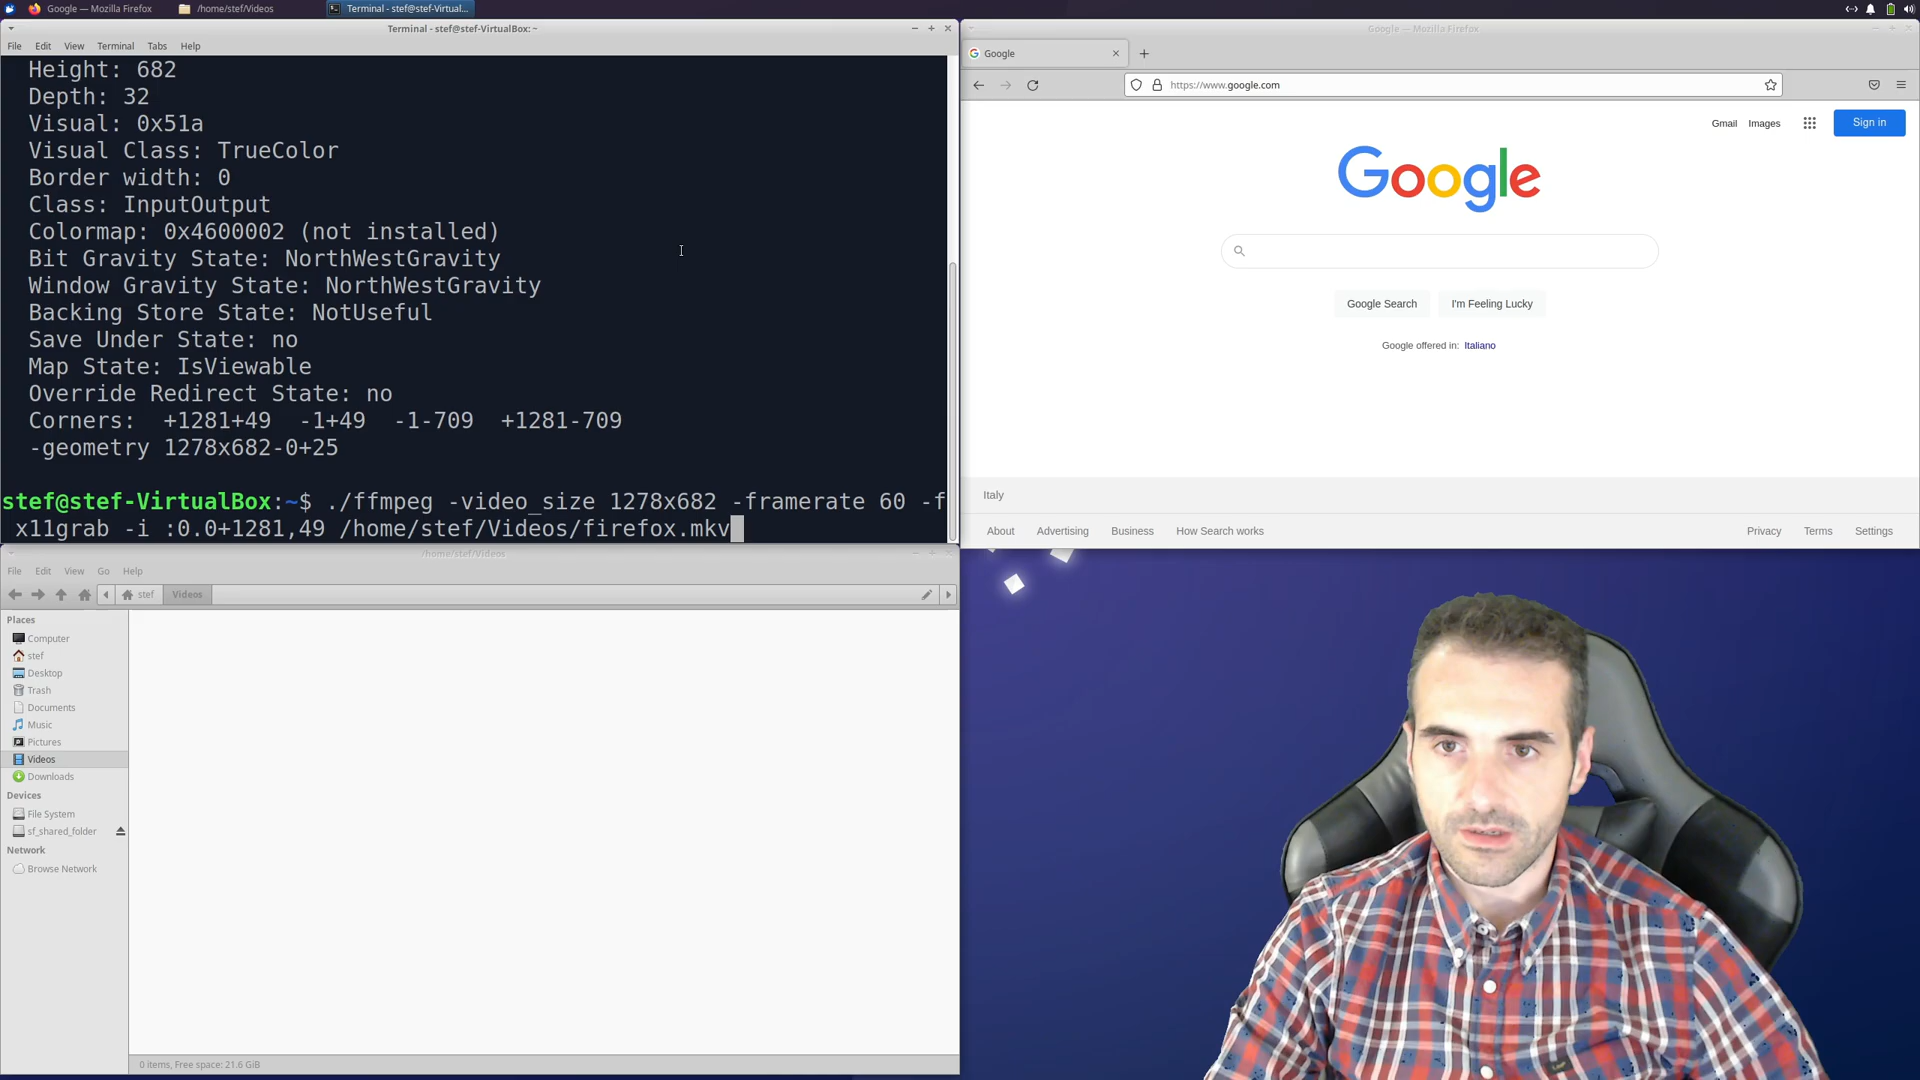 Google — Mozilla Firefox
/home/stef/Videos
Terminal - stef@stef-Virtual...
Terminal - stef@stef-VirtualBox: ~
File Edit View Terminal Tabs Help
Height: 682
Depth: 32
Visual: 0x51a
Visual Class: TrueColor
Border width: 0
Class: InputOutput
Colormap: 0x4600002 (not installed)
Bit Gravity State: NorthWestGravity
Window Gravity State: NorthWestGravity
Backing Store State: NotUseful
Save Under State: no
Map State: IsViewable
Override Redirect State: no
Corners:  +1281+49  -1+49  -1-709  +1281-709
-geometry 1278x682-0+25
stef@stef-VirtualBox:~$ ./ffmpeg -video_size 1278x682 -framerate 60 -f
x11grab -i :0.0+1281,49 /home/stef/Videos/firefox.mkv
Google — Mozilla Firefox
Google
https://www.google.com
Gmail Images
Sign in
Google
Google Search
I'm Feeling Lucky
Google offered in: Italiano
Italy
About Advertising Business How Search works Privacy Terms Settings
/home/stef/Videos
File Edit View Go Help
stef
Videos
Places
Computer
stef
Desktop
Trash
Documents
Music
Pictures
Videos
Downloads
Devices
File System
sf_shared_folder
Network
Browse Network
0 items, Free space: 21.6 GiB